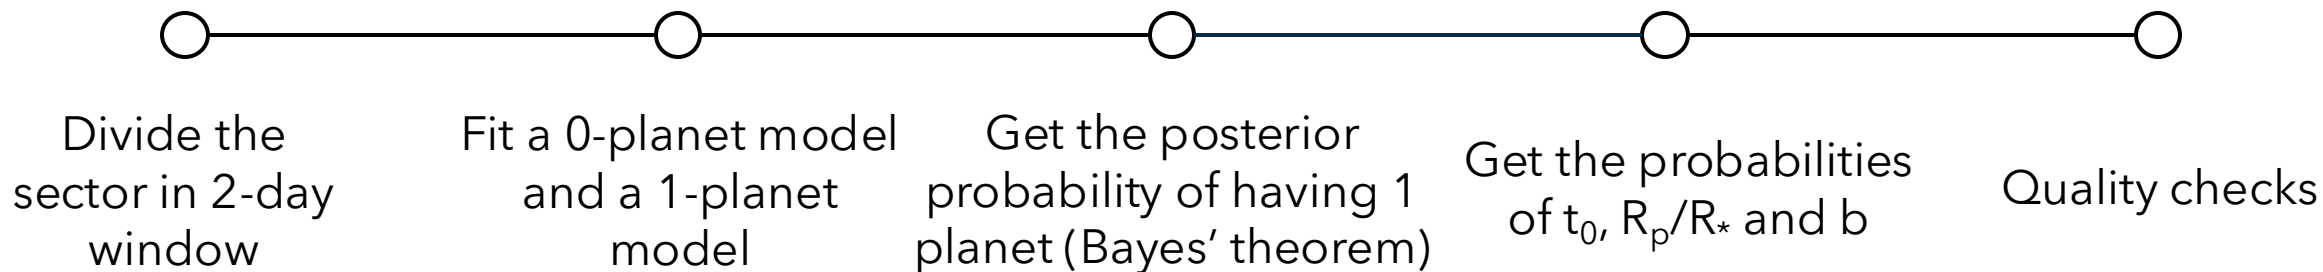 Divide the
sector in 2-day
window
Fit a 0-planet model
and a 1-planet
model
Get the posterior
probability of having 1
planet (Bayes’ theorem)
Get the probabilities
of t₀, Rₚ/R* and b
Quality checks